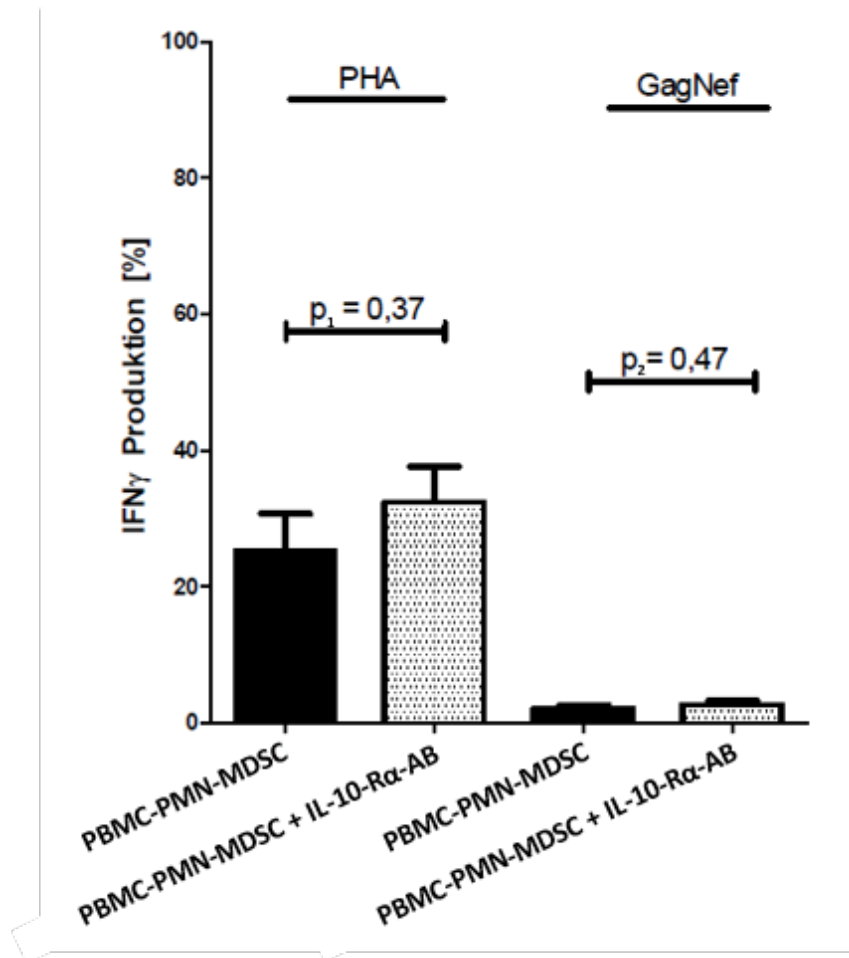 IFNγ Produktion [%]
100
80
60
40
20
0
PHA
GagNef
p₁ = 0,37
p₂= 0,47
PBMC-PMN-MDSC
PBMC-PMN-MDSC + IL-10-Rα-AB
PBMC-PMN-MDSC
PBMC-PMN-MDSC + IL-10-Rα-AB